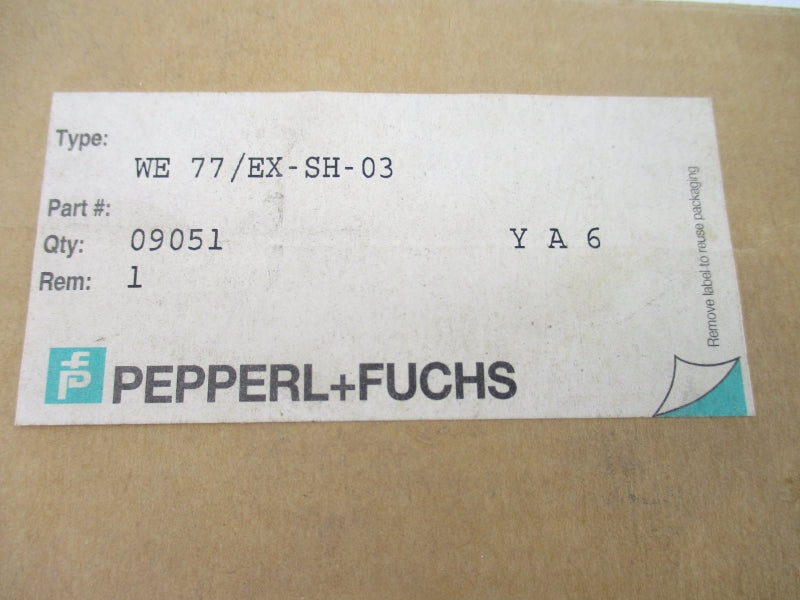 Type:
WE 77/EX-SH-03
Part #:
Qty: 09051 Y A 6
Rem: 1
PEPPERL+FUCHS
Remove label to reuse packaging